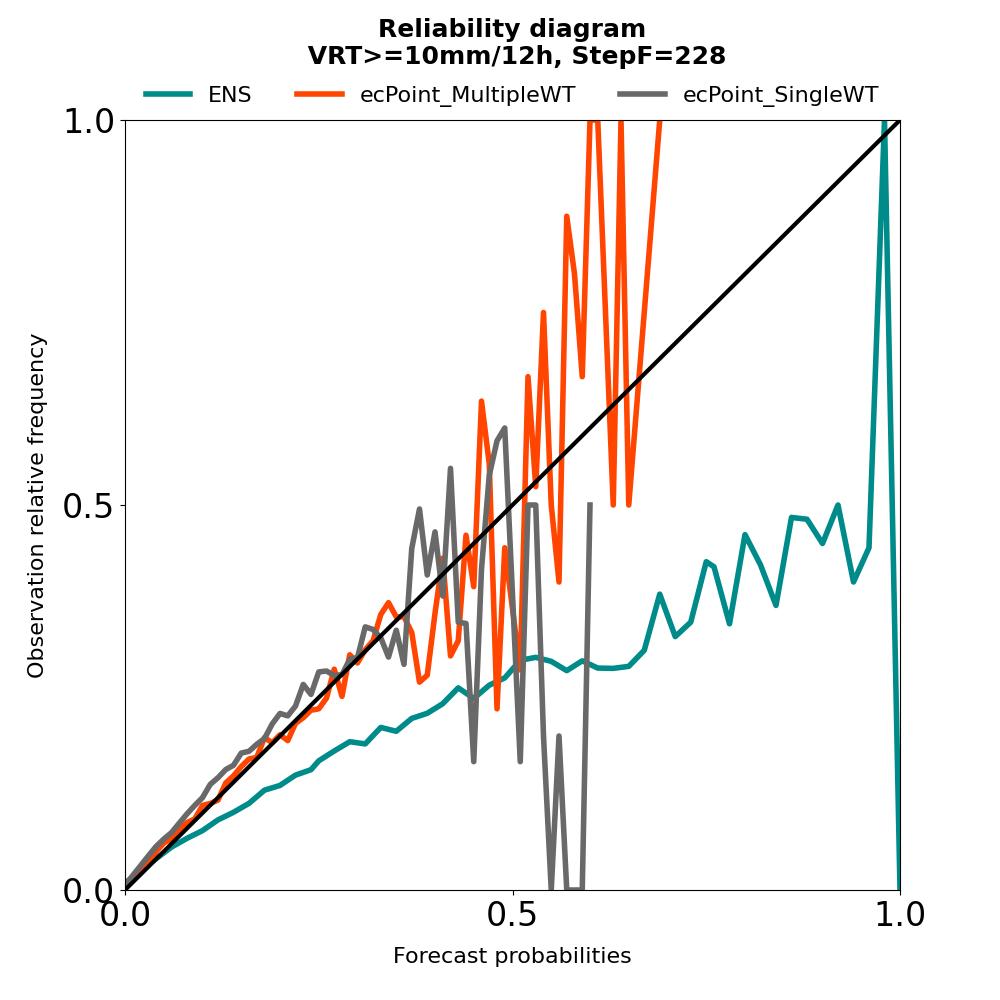 Reliability diagram
VRT>=10mm/12h, StepF=228
ENS ecPoint_MultipleWT ecPoint_SingleWT
1.0
0.5
0.0
Observation relative frequency
0.0 0.5 1.0
Forecast probabilities